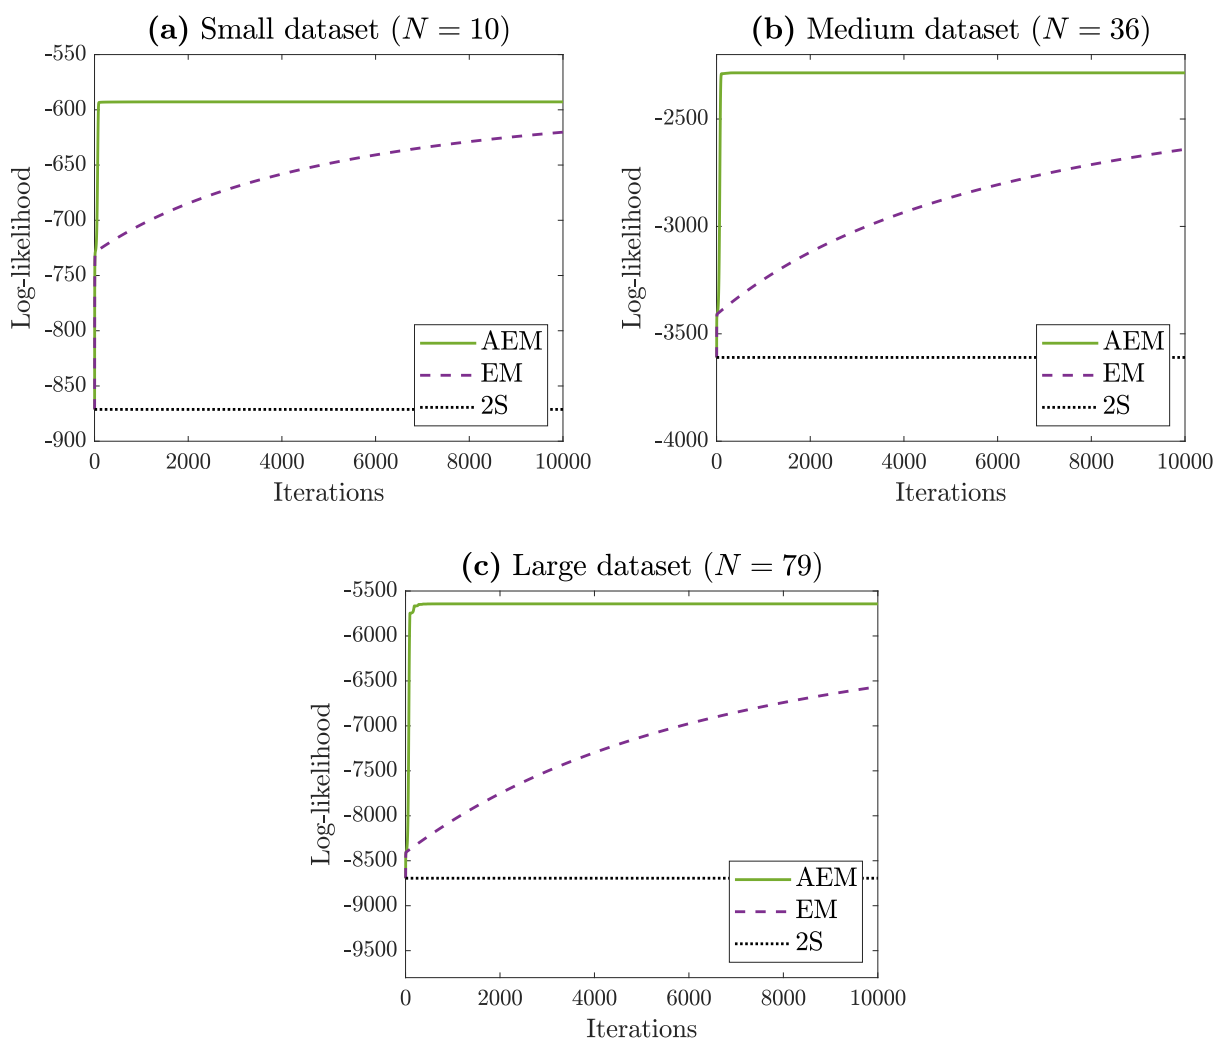 (a) Small dataset (N = 10)
-550
-600
-650
-700
-750
-800
-850
-900
Log-likelihood
AEM
EM
2S
0 2000 4000 6000 8000 10000
Iterations
(b) Medium dataset (N = 36)
-2500
-3000
-3500
-4000
Log-likelihood
AEM
EM
2S
0 2000 4000 6000 8000 10000
Iterations
(c) Large dataset (N = 79)
-5500
-6000
-6500
-7000
-7500
-8000
-8500
-9000
-9500
Log-likelihood
AEM
EM
2S
0 2000 4000 6000 8000 10000
Iterations